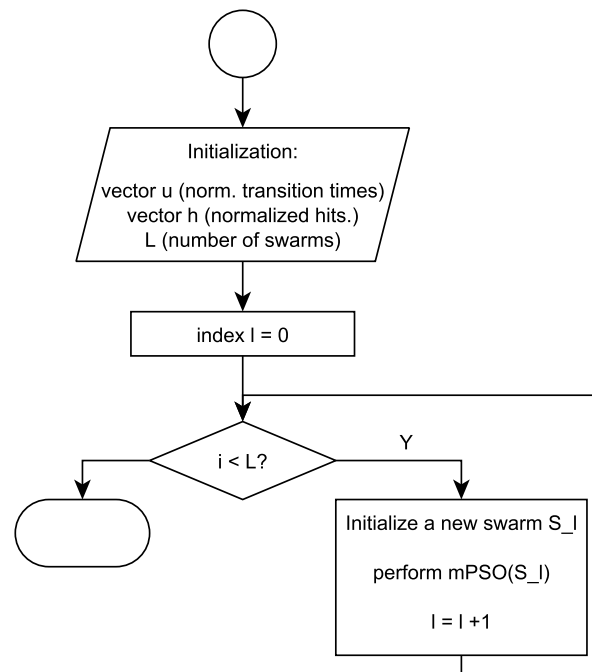 Initialization:
vector u (norm. transition times)
vector h (normalized hits.)
L (number of swarms)
index l = 0
i < L?
Y
Initialize a new swarm S_l
perform mPSO(S_l)
l = l +1